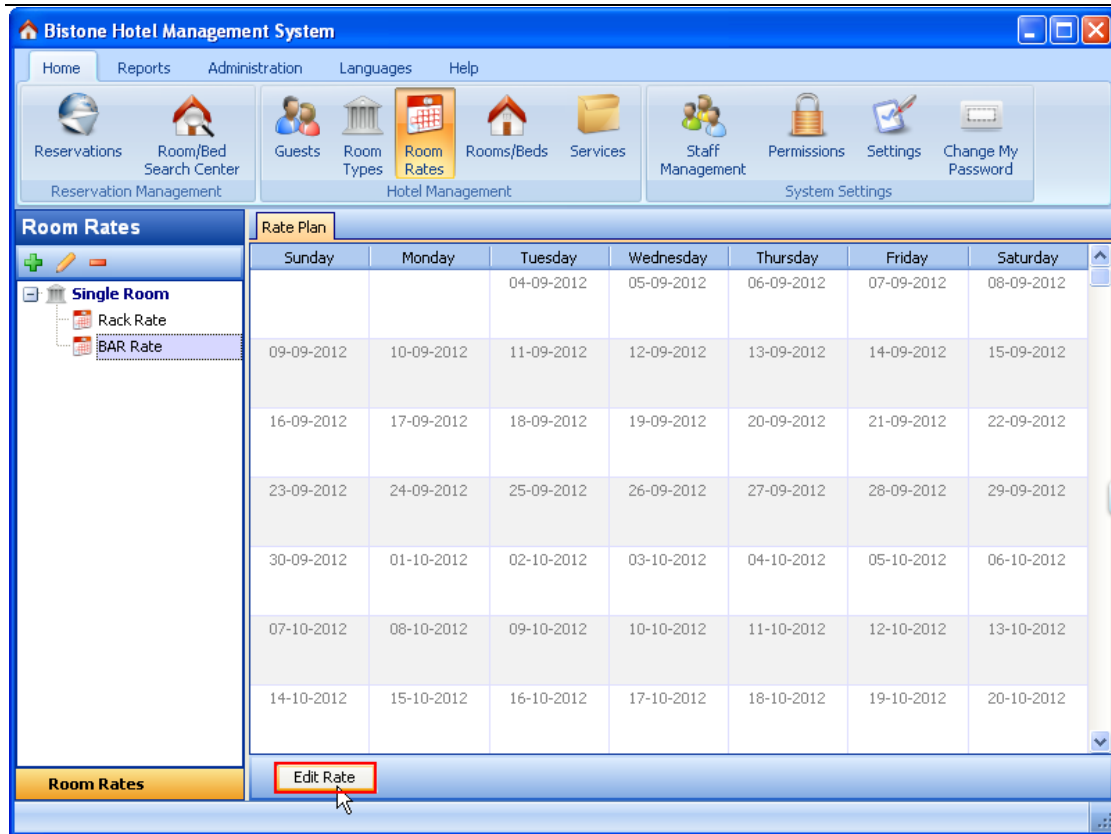 Bistone Hotel Management System
Home Reports Administration Languages Help
Reservations Room/Bed Search Center Guests Room Types Room Rates Rooms/Beds Services Staff Management Permissions Settings Change My Password
Reservation Management Hotel Management System Settings
Room Rates
Rate Plan
Sunday Monday Tuesday Wednesday Thursday Friday Saturday
Single Room
Rack Rate
BAR Rate
04-09-2012 05-09-2012 06-09-2012 07-09-2012 08-09-2012
09-09-2012 10-09-2012 11-09-2012 12-09-2012 13-09-2012 14-09-2012 15-09-2012
16-09-2012 17-09-2012 18-09-2012 19-09-2012 20-09-2012 21-09-2012 22-09-2012
23-09-2012 24-09-2012 25-09-2012 26-09-2012 27-09-2012 28-09-2012 29-09-2012
30-09-2012 01-10-2012 02-10-2012 03-10-2012 04-10-2012 05-10-2012 06-10-2012
07-10-2012 08-10-2012 09-10-2012 10-10-2012 11-10-2012 12-10-2012 13-10-2012
14-10-2012 15-10-2012 16-10-2012 17-10-2012 18-10-2012 19-10-2012 20-10-2012
Room Rates
Edit Rate